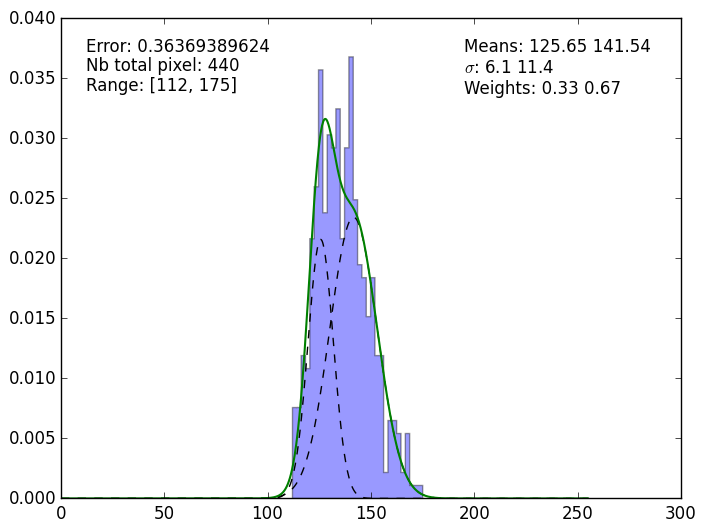 0.040
Error: 0.36369389624
Nb total pixel: 440
Range: [112, 175]
Means: 125.65 141.54
σ: 6.1 11.4
Weights: 0.33 0.67
0.035
0.030
0.025
0.020
0.015
0.010
0.005
0.000
0 50 100 150 200 250 300